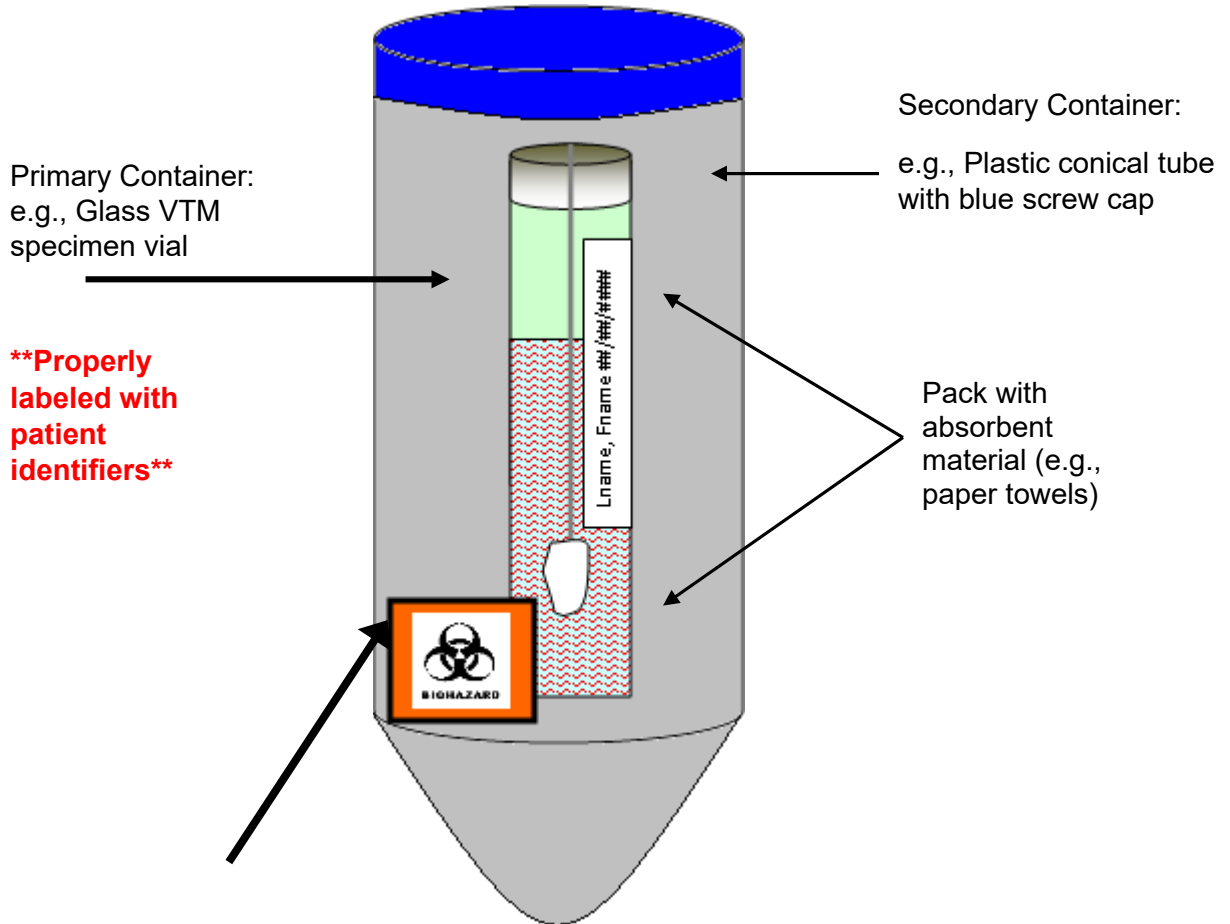 Primary Container:
e.g., Glass VTM
specimen vial
**Properly
labeled with
patient
identifiers**
Secondary Container:
e.g., Plastic conical tube
with blue screw cap
Pack with
absorbent
material (e.g.,
paper towels)
Lname, Fname ##/##/####
BIOHAZARD